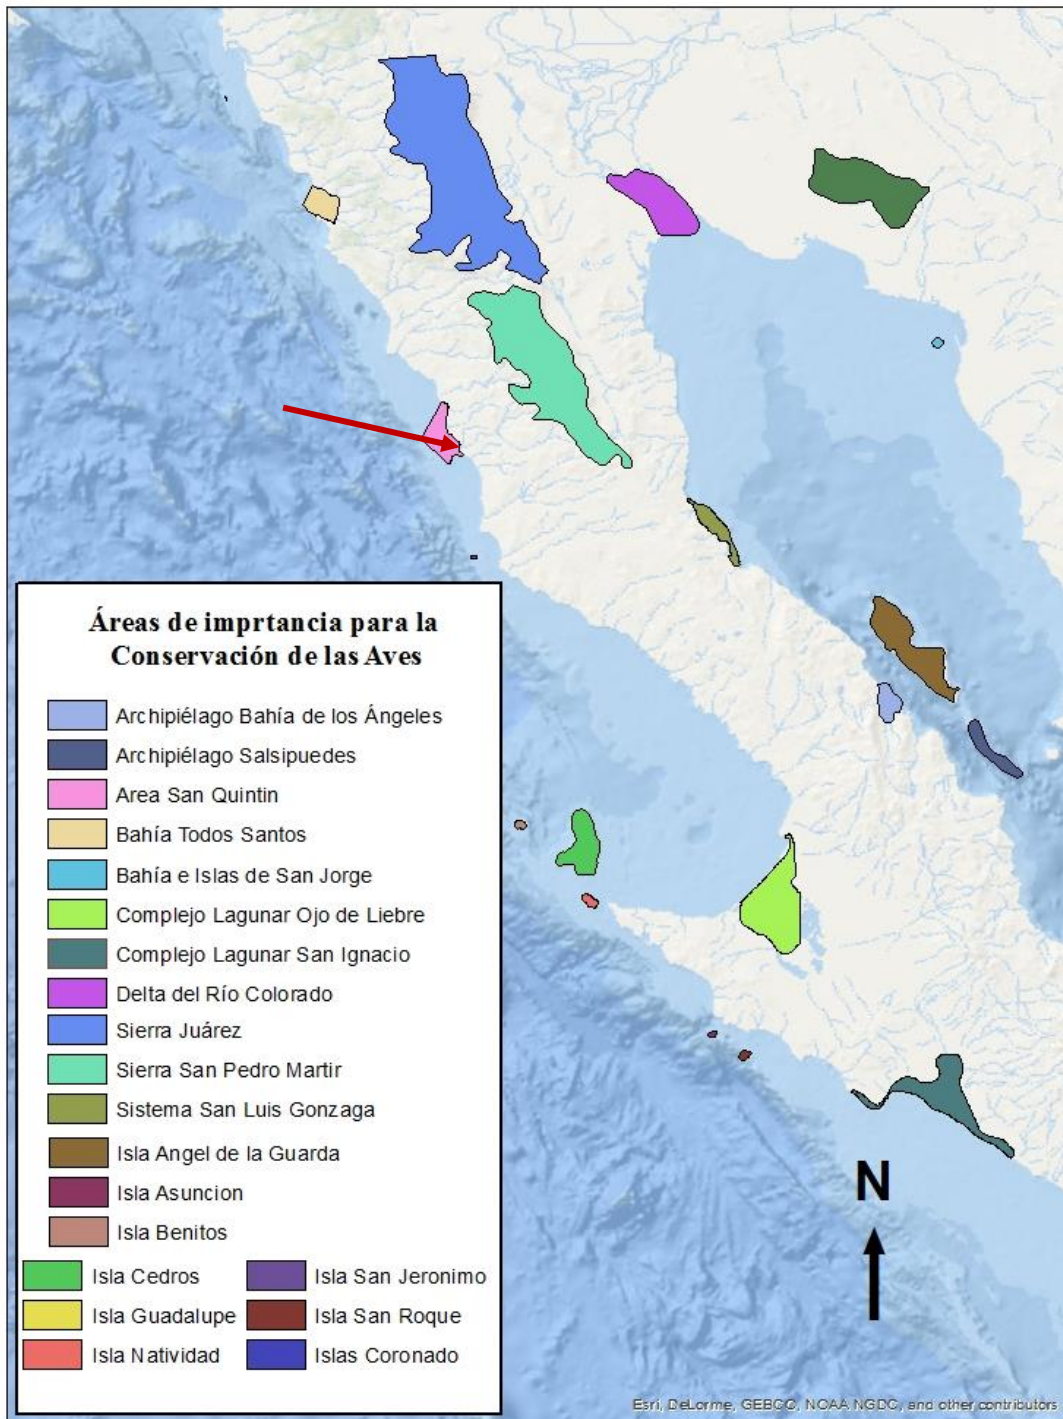 Áreas de imprtancia para la
Conservación de las Aves
Archipiélago Bahía de los Ángeles
Archipiélago Salsipuedes
Area San Quintin
Bahía Todos Santos
Bahía e Islas de San Jorge
Complejo Lagunar Ojo de Liebre
Complejo Lagunar San Ignacio
Delta del Río Colorado
Sierra Juárez
Sierra San Pedro Martir
Sistema San Luis Gonzaga
Isla Angel de la Guarda
Isla Asuncion
Isla Benitos
Isla Cedros
Isla San Jeronimo
Isla Guadalupe
Isla San Roque
Isla Natividad
Islas Coronado
N
Esri, DeLorme, GEBCO, NOAA NGDC, and other contributors